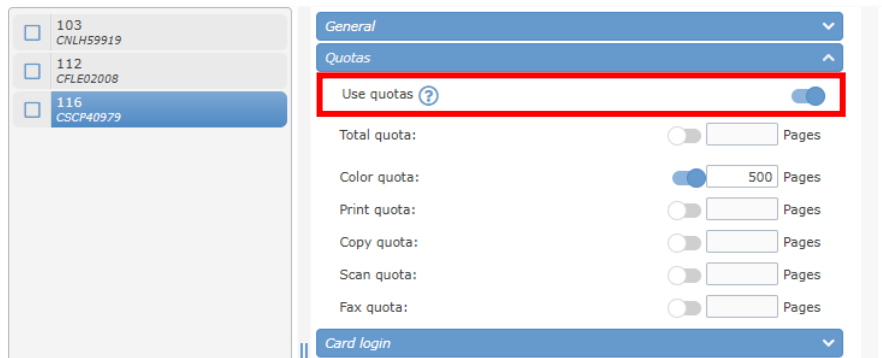 103
CNLH59919
112
CFLE02008
116
CSCP40979
General
Quotas
Use quotas ?
Total quota: Pages
Color quota: 500 Pages
Print quota: Pages
Copy quota: Pages
Scan quota: Pages
Fax quota: Pages
Card login